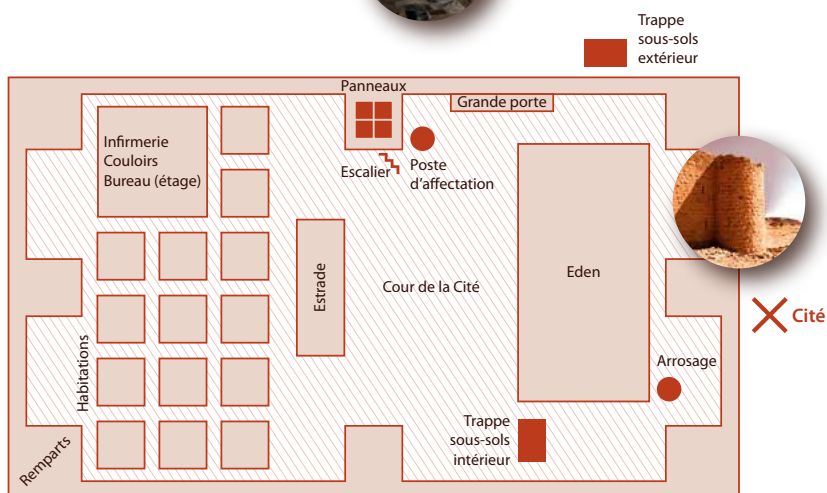 Trappe
sous-sols
extérieur
Panneaux
Grande porte
Infirmerie
Couloirs
Bureau (étage)
Escalier
Poste
d'affectation
Estrade
Cour de la Cité
Eden
Cité
Habitations
Arrosage
Trappe
sous-sols
intérieur
Remparts